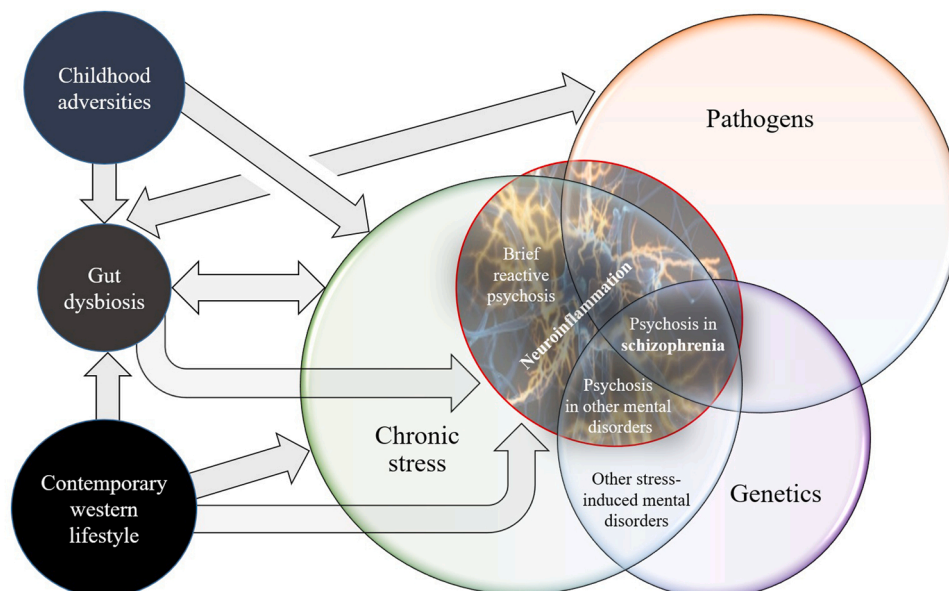 Childhood
adversities
Pathogens
Gut
dysbiosis
Brief
reactive
psychosis
Neuroinflammation
Psychosis in
schizophrenia
Psychosis
in other mental
disorders
Chronic
stress
Contemporary
western
lifestyle
Other stress-
induced mental
disorders
Genetics